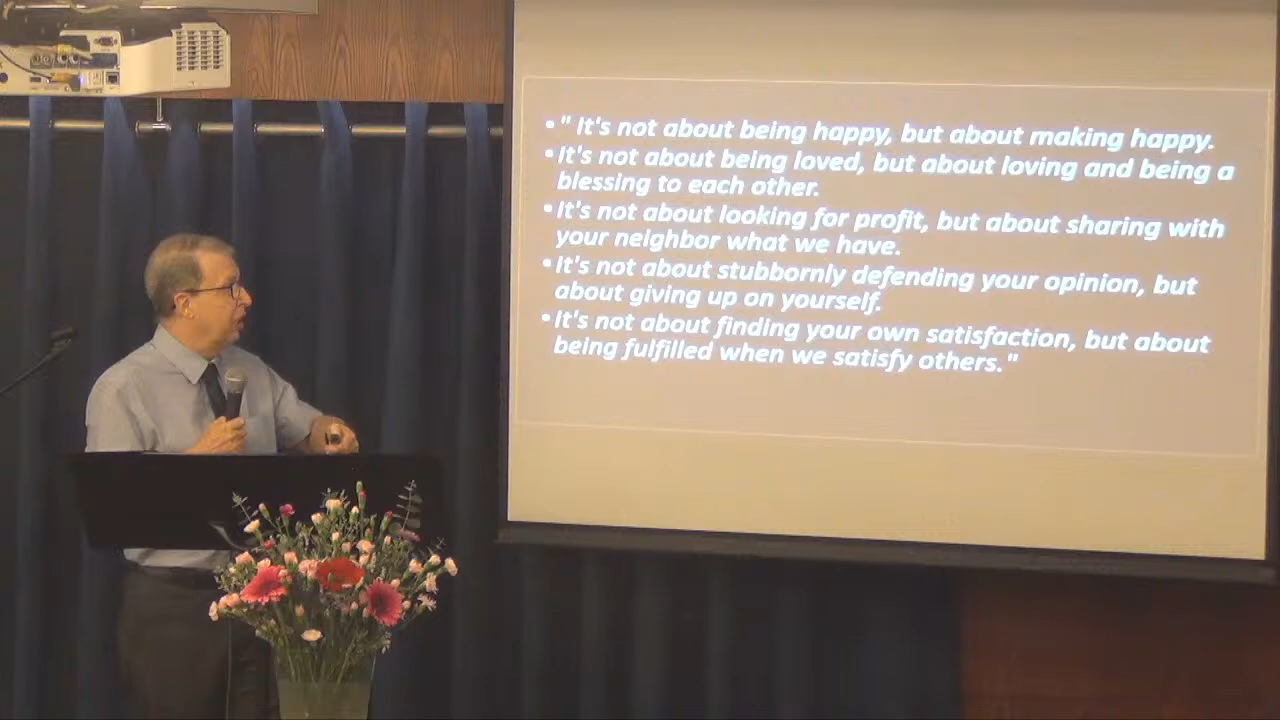 • " It's not about being happy, but about making happy.
• It's not about being loved, but about loving and being a
blessing to each other.
• It's not about looking for profit, but about sharing with
your neighbor what we have.
• It's not about stubbornly defending your opinion, but
about giving up on yourself.
• It's not about finding your own satisfaction, but about
being fulfilled when we satisfy others."